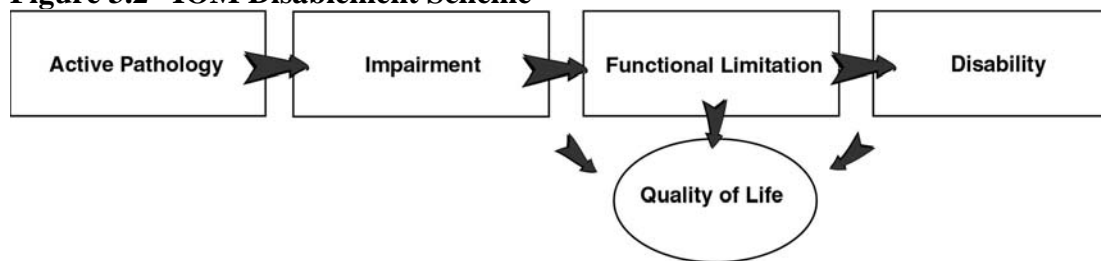 Figure 3.2 IOM Disablement Scheme
Active Pathology
Impairment
Functional Limitation
Disability
Quality of Life